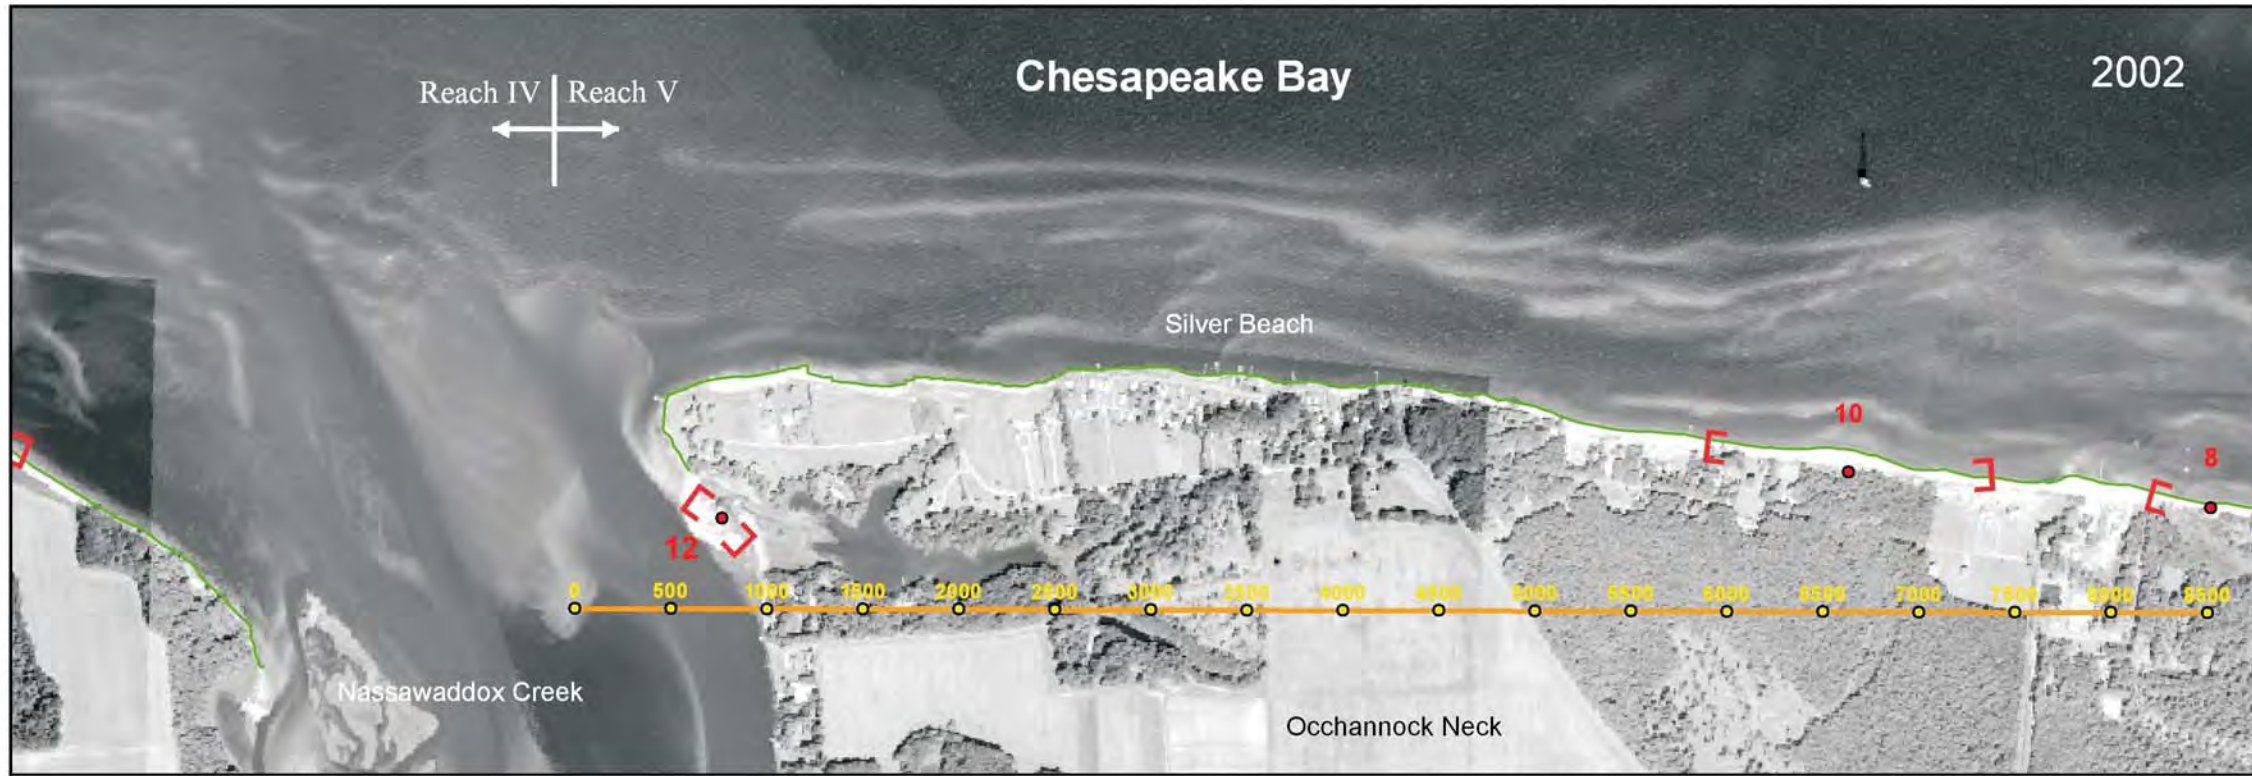 Chesapeake Bay
2002
Reach IV
Reach V
Silver Beach
10
8
12
0 500 1000 1500 2000 2500 3000 3500 4000 4500 5000 5500 6000 6500 7000 7500 8000 8500
Nassawaddox Creek
Occhannock Neck